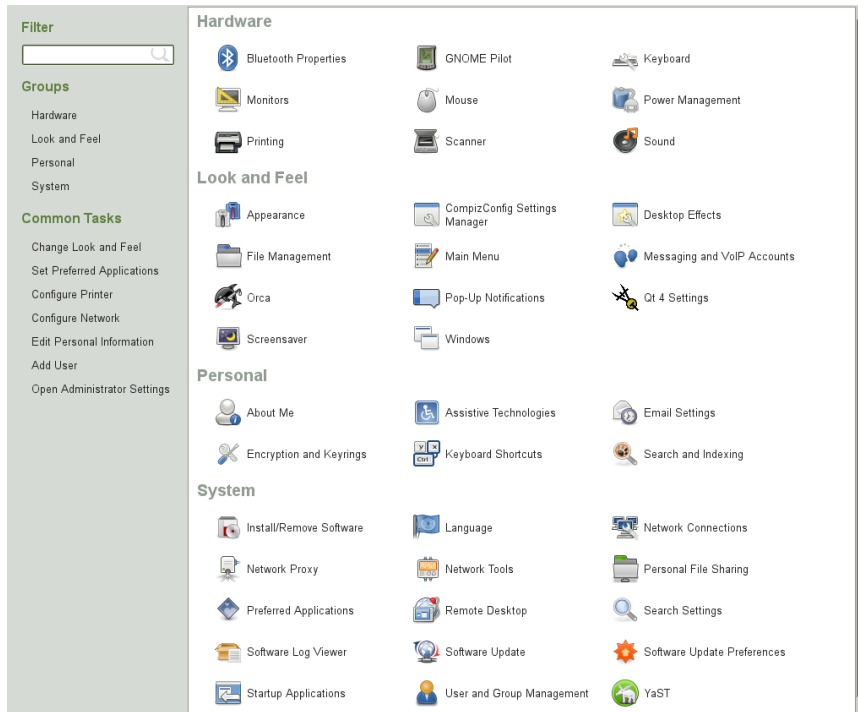 Filter
Groups
Hardware
Look and Feel
Personal
System
Common Tasks
Change Look and Feel
Set Preferred Applications
Configure Printer
Configure Network
Edit Personal Information
Add User
Open Administrator Settings
Hardware
Bluetooth Properties
GNOME Pilot
Keyboard
Monitors
Mouse
Power Management
Printing
Scanner
Sound
Look and Feel
Appearance
CompizConfig Settings
Manager
Desktop Effects
File Management
Main Menu
Messaging and VoIP Accounts
Orca
Pop-Up Notifications
Qt 4 Settings
Screensaver
Windows
Personal
About Me
Assistive Technologies
Email Settings
Encryption and Keyrings
Y X
Ctrl
Keyboard Shortcuts
Search and Indexing
System
Install/Remove Software
Language
Network Connections
Network Proxy
Network Tools
Personal File Sharing
Preferred Applications
Remote Desktop
Search Settings
Software Log Viewer
Software Update
Software Update Preferences
Startup Applications
User and Group Management
YaST